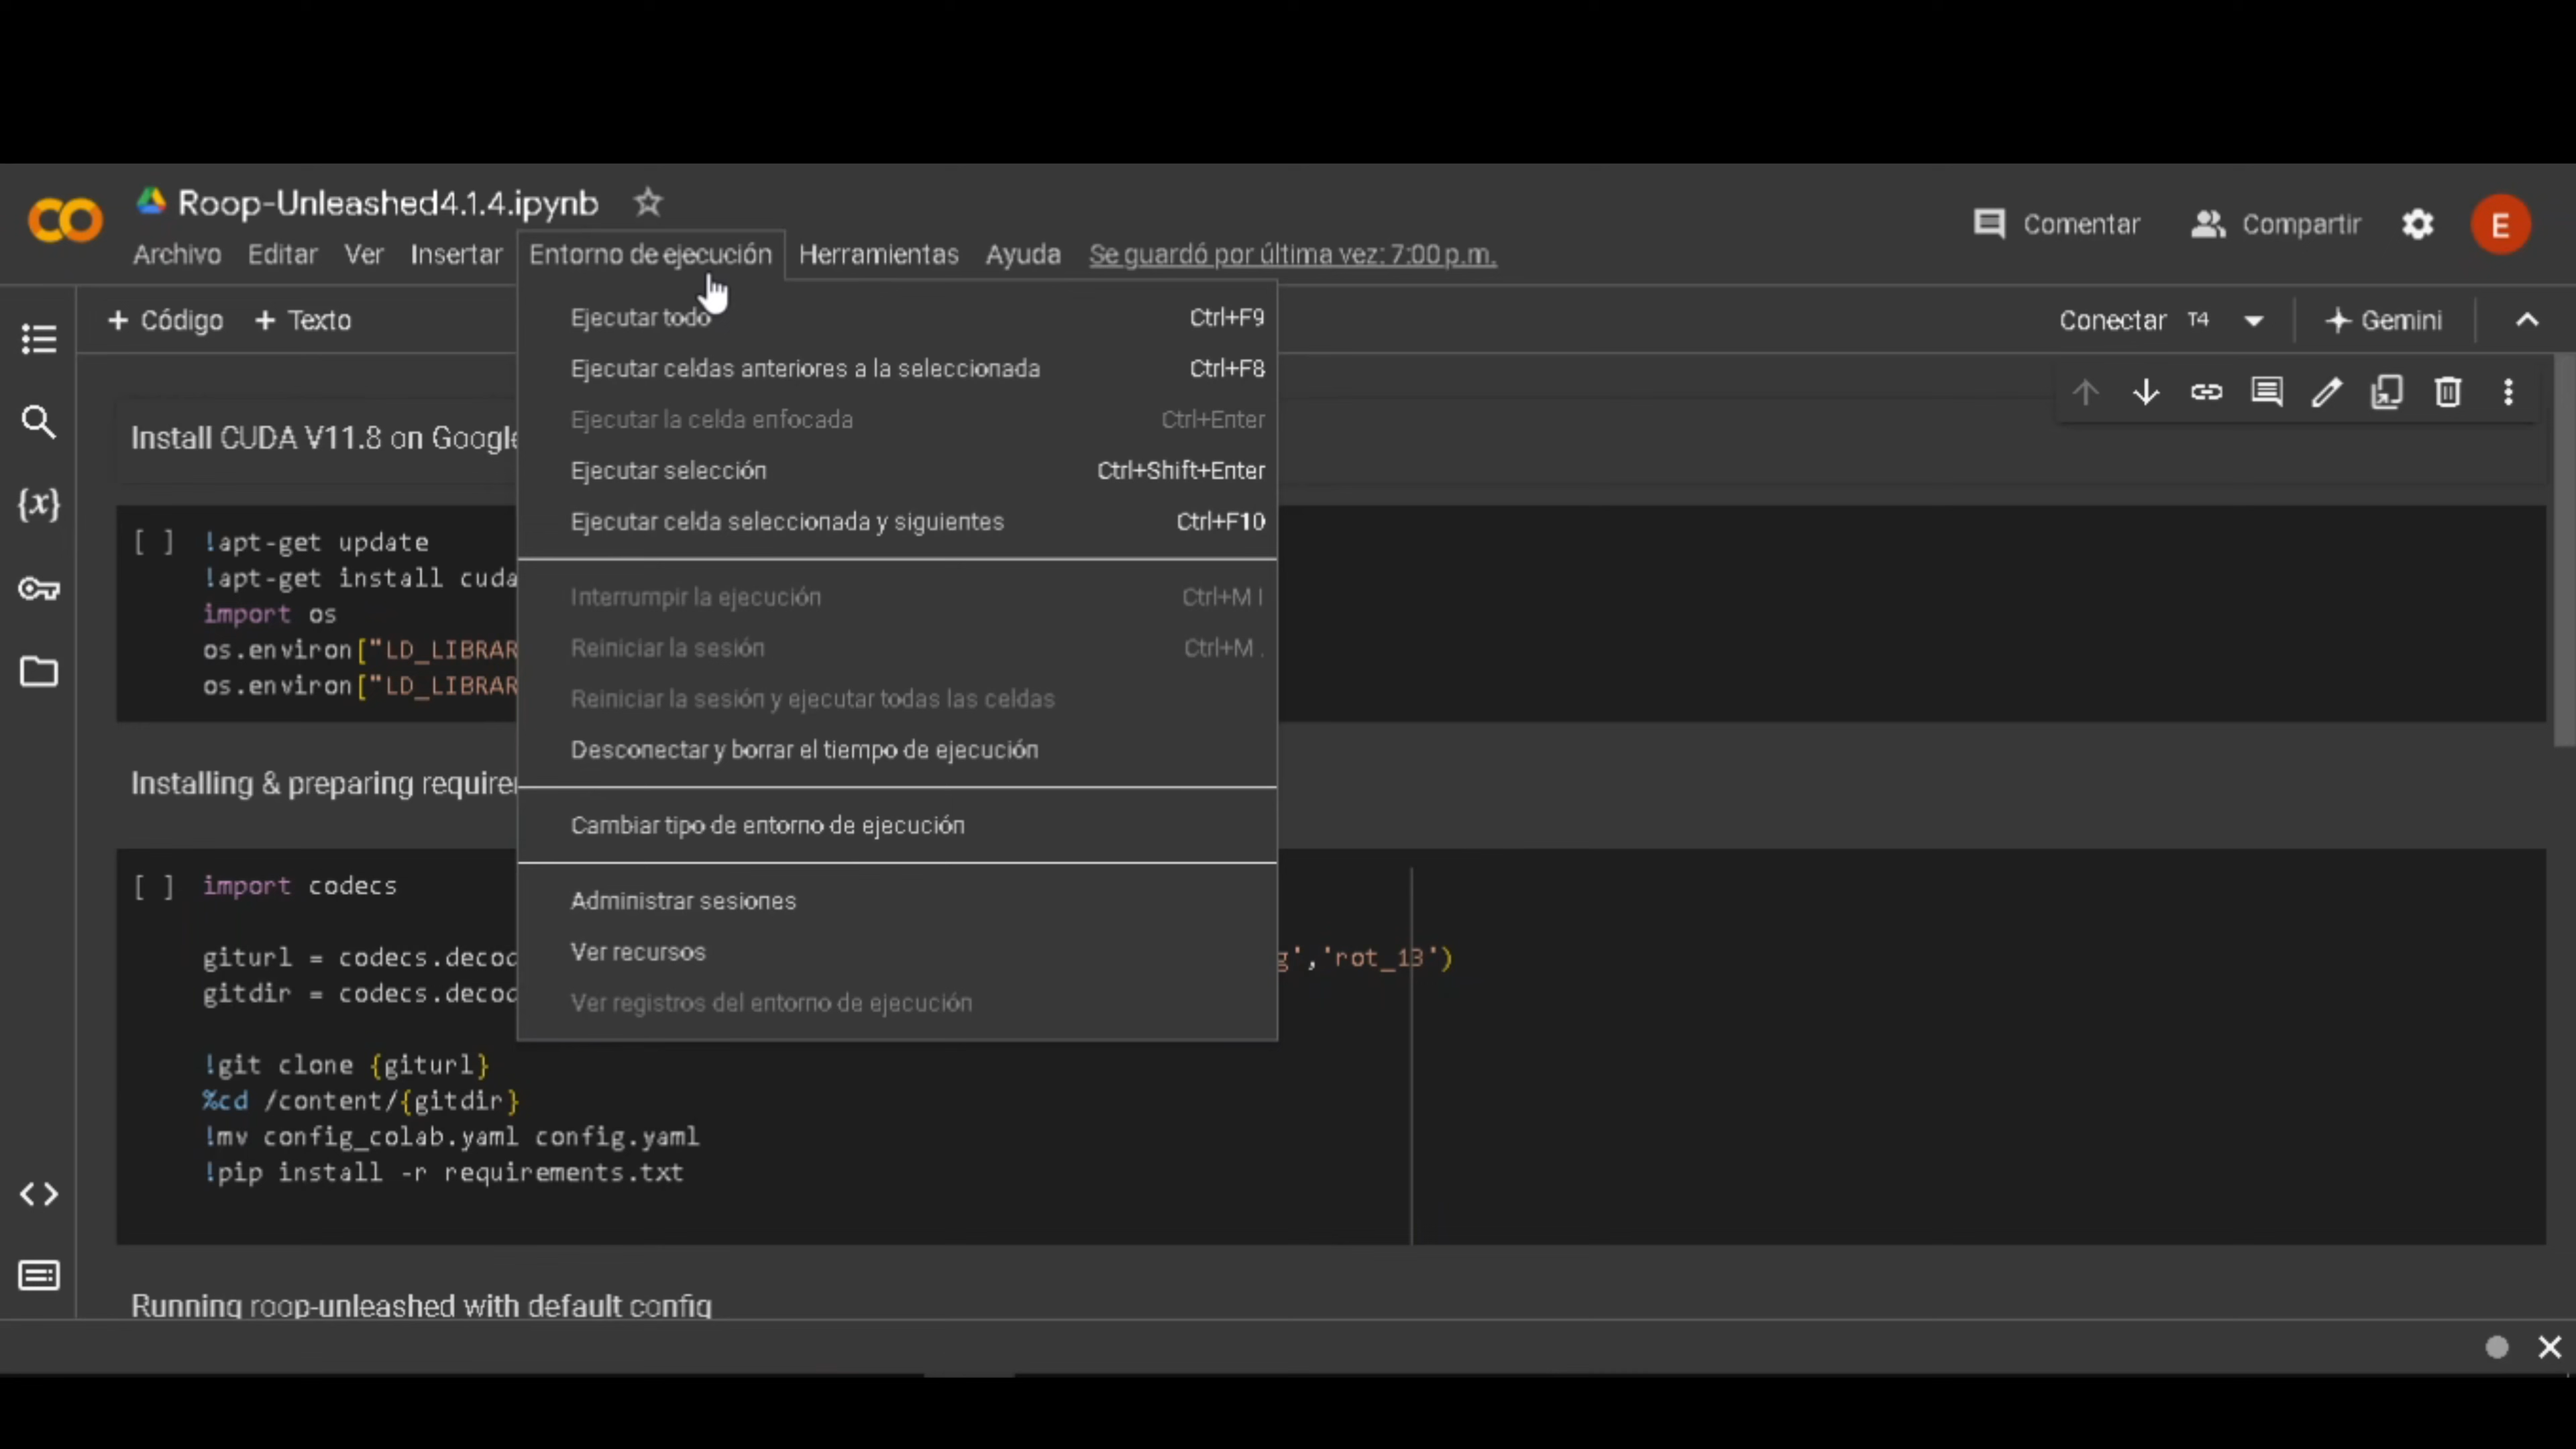 Roop-Unleashed4.1.4.ipynb
Comentar
Compartir
E
Archivo Editar Ver Insertar Entorno de ejecución Herramientas Ayuda Se guardó por última vez: 7:00 p.m.
+ Código + Texto
Conectar T4
Gemini
Ejecutar todo Ctrl+F9
Ejecutar celdas anteriores a la seleccionada Ctrl+F8
Ejecutar la celda enfocada Ctrl+Enter
Ejecutar selección Ctrl+Shift+Enter
Ejecutar celda seleccionada y siguientes Ctrl+F10
Interrumpir la ejecución Ctrl+M I
Reiniciar la sesión Ctrl+M .
Reiniciar la sesión y ejecutar todas las celdas
Desconectar y borrar el tiempo de ejecución
Cambiar tipo de entorno de ejecución
Administrar sesiones
Ver recursos
Ver registros del entorno de ejecución
Install CUDA V11.8 on Google
[ ] !apt-get update
!apt-get install cuda
import os
os.environ["LD_LIBRAR
os.environ["LD_LIBRAR
Installing & preparing requirer
[ ] import codecs
giturl = codecs.decod g','rot_13')
gitdir = codecs.decod
!git clone {giturl}
%cd /content/{gitdir}
!mv config_colab.yaml config.yaml
!pip install -r requirements.txt
Running roop-unleashed with default config